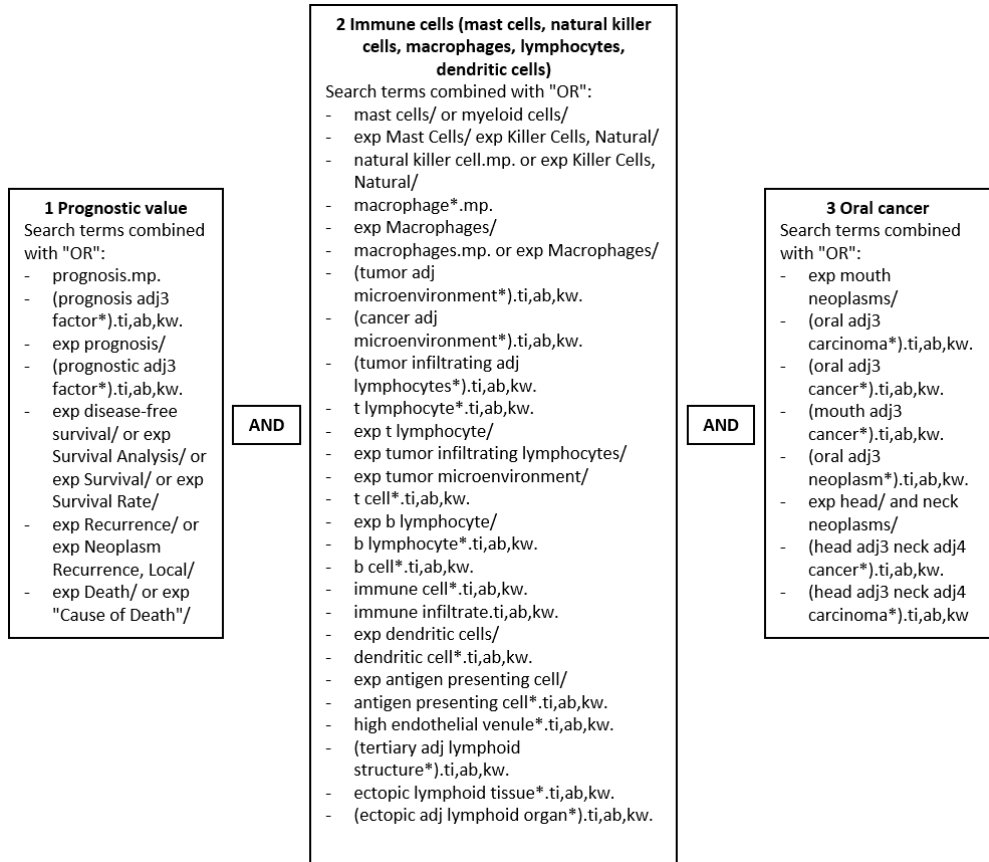 1 Prognostic value
Search terms combined
with "OR":
- prognosis.mp.
- (prognosis adj3
factor*).ti,ab,kw.
- exp prognosis/
- (prognostic adj3
factor*).ti,ab,kw.
- exp disease-free
survival/ or exp
Survival Analysis/ or
exp Survival/ or exp
Survival Rate/
- exp Recurrence/ or
exp Neoplasm
Recurrence, Local/
- exp Death/ or exp
"Cause of Death"/
AND
2 Immune cells (mast cells, natural killer
cells, macrophages, lymphocytes,
dendritic cells)
Search terms combined with "OR":
- mast cells/ or myeloid cells/
- exp Mast Cells/ exp Killer Cells, Natural/
- natural killer cell.mp. or exp Killer Cells,
Natural/
- macrophage*.mp.
- exp Macrophages/
- macrophages.mp. or exp Macrophages/
- (tumor adj
microenvironment*).ti,ab,kw.
- (cancer adj
microenvironment*).ti,ab,kw.
- (tumor infiltrating adj
lymphocytes*).ti,ab,kw.
- t lymphocyte*.ti,ab,kw.
- exp t lymphocyte/
- exp tumor infiltrating lymphocytes/
- exp tumor microenvironment/
- t cell*.ti,ab,kw.
- exp b lymphocyte/
- b lymphocyte*.ti,ab,kw.
- b cell*.ti,ab,kw.
- immune cell*.ti,ab,kw.
- immune infiltrate.ti,ab,kw.
- exp dendritic cells/
- dendritic cell*.ti,ab,kw.
- exp antigen presenting cell/
- antigen presenting cell*.ti,ab,kw.
- high endothelial venule*.ti,ab,kw.
- (tertiary adj lymphoid
structure*).ti,ab,kw.
- ectopic lymphoid tissue*.ti,ab,kw.
- (ectopic adj lymphoid organ*).ti,ab,kw.
AND
3 Oral cancer
Search terms combined
with "OR":
- exp mouth
neoplasms/
- (oral adj3
carcinoma*).ti,ab,kw.
- (oral adj3
cancer*).ti,ab,kw.
- (mouth adj3
cancer*).ti,ab,kw.
- (oral adj3
neoplasm*).ti,ab,kw.
- exp head/ and neck
neoplasms/
- (head adj3 neck adj4
cancer*).ti,ab,kw.
- (head adj3 neck adj4
carcinoma*).ti,ab,kw